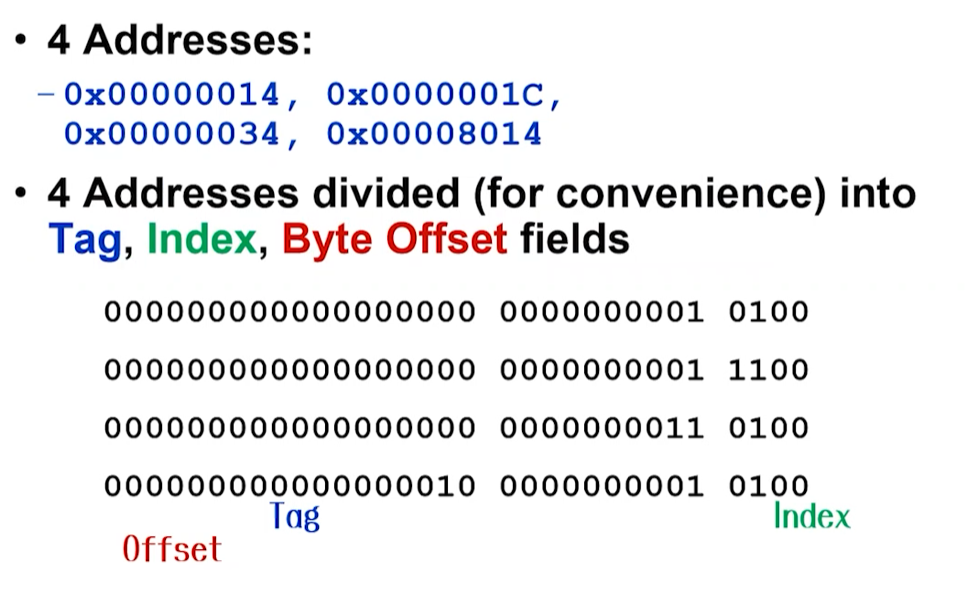 • 4 Addresses:
– 0x00000014, 0x0000001C,
0x00000034, 0x00008014
• 4 Addresses divided (for convenience) into
Tag, Index, Byte Offset fields
000000000000000000 0000000001 0100
000000000000000000 0000000001 1100
000000000000000000 0000000011 0100
000000000000000010 0000000001 0100
Tag Index
Offset